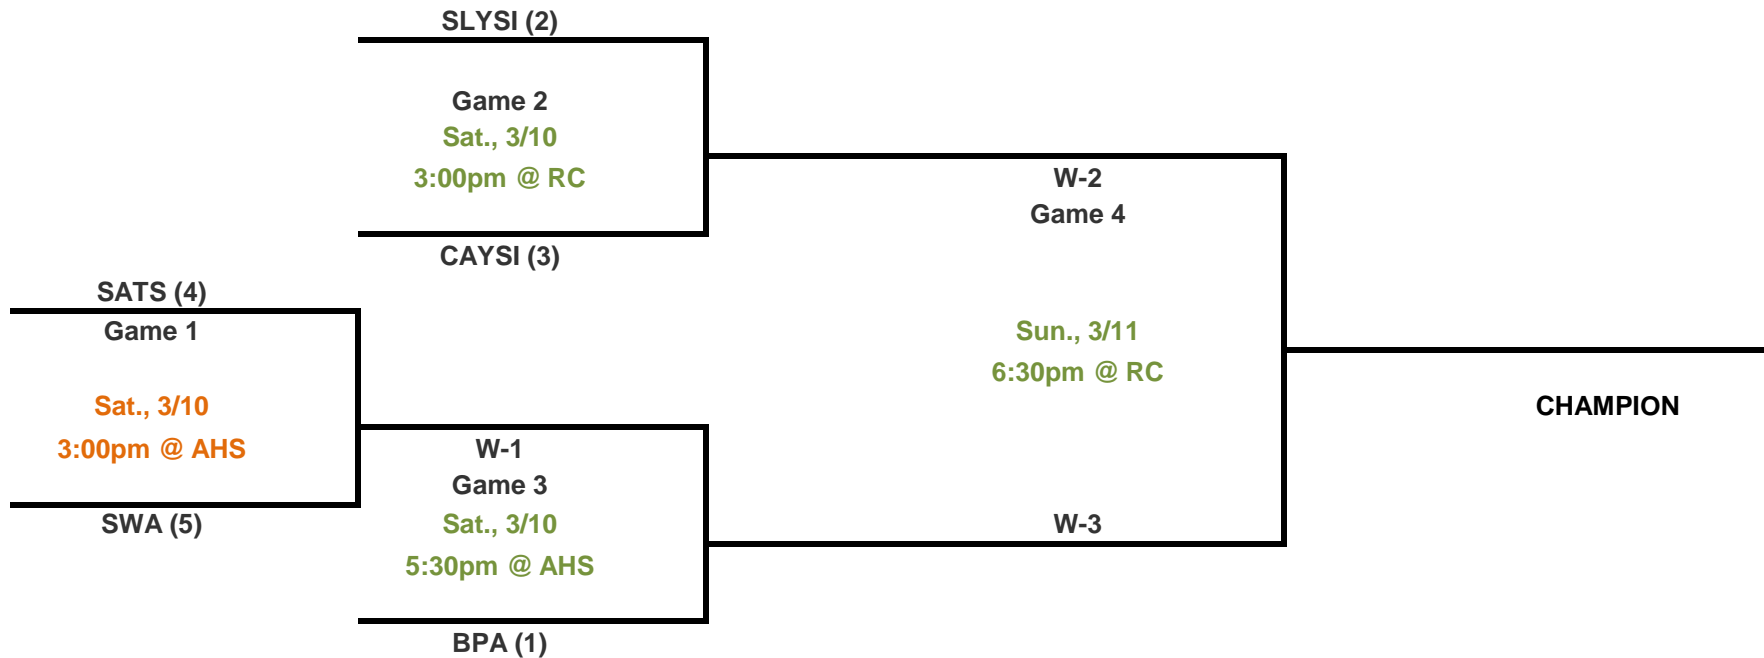 SLYSI (2)
Game 2
Sat., 3/10
3:00pm @ RC
CAYSI (3)
SATS (4)
Game 1
Sat., 3/10
3:00pm @ AHS
SWA (5)
W-1
Game 3
Sat., 3/10
5:30pm @ AHS
BPA (1)
W-2
Game 4
Sun., 3/11
6:30pm @ RC
W-3
CHAMPION